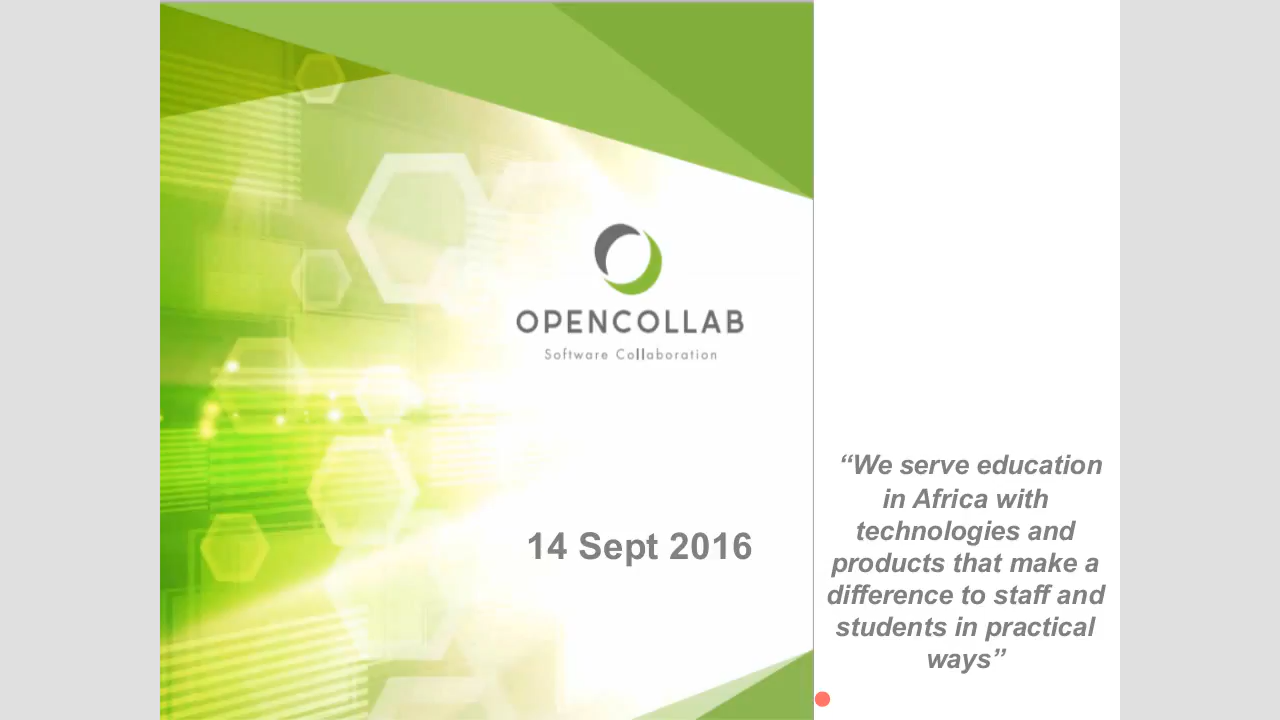 OPENCOLLAB
Software Collaboration
14 Sept 2016
“We serve education
in Africa with
technologies and
products that make a
difference to staff and
students in practical
ways”